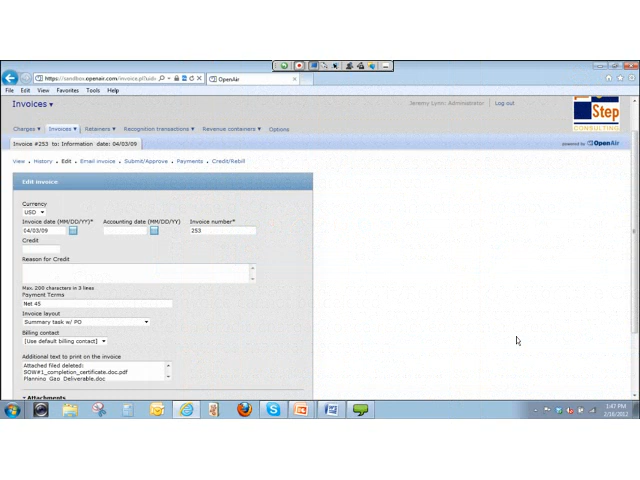 https://sandbox.openair.com/invoice.pl?uid=
OpenAir
File Edit View Favorites Tools Help
Invoices
Jeremy Lynn: Administrator Log out
Step
CONSULTING
Charges Invoices Retainers Recognition transactions Revenue containers Options
Invoice #253 to: Information date: 04/03/09
powered by OpenAir
View History Edit Email invoice Submit/Approve Payments Credit/Rebill
Edit invoice
Currency
USD
Invoice date (MM/DD/YY)* Accounting date (MM/DD/YY) Invoice number*
04/03/09 253
Credit
Reason for Credit
Max. 200 characters in 3 lines
Payment Terms
Net 45
Invoice layout
Summary task w/ PO
Billing contact
[Use default billing contact]
Additional text to print on the invoice
Attached filed deleted:
SOW#1_completion_certificate.doc.pdf
Planning_Gap_Deliverable.doc
Attachments
1:47 PM
2/16/2012